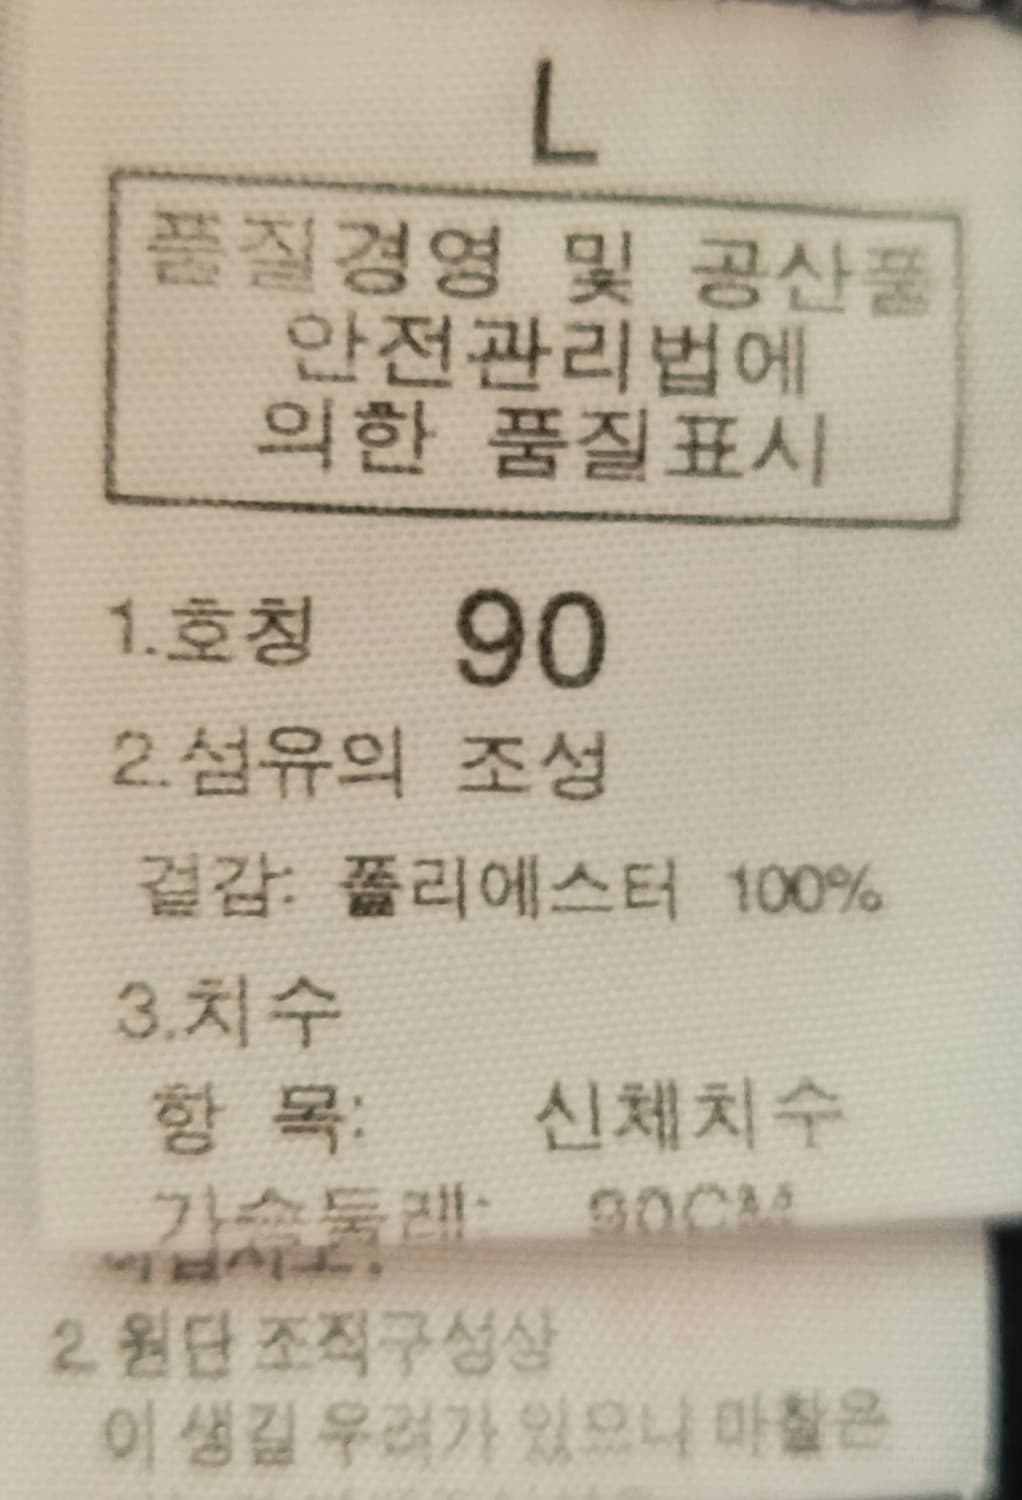 L
품질경영 및 공산품
안전관리법에
의한 품질표시
1.호칭 90
2.섬유의 조성
겉감: 폴리에스터 100%
3.치수
항 목: 신체치수
가슴둘레: 90CM
2 원단 조직구성상
이 생길 우려가 있으나 마찰은